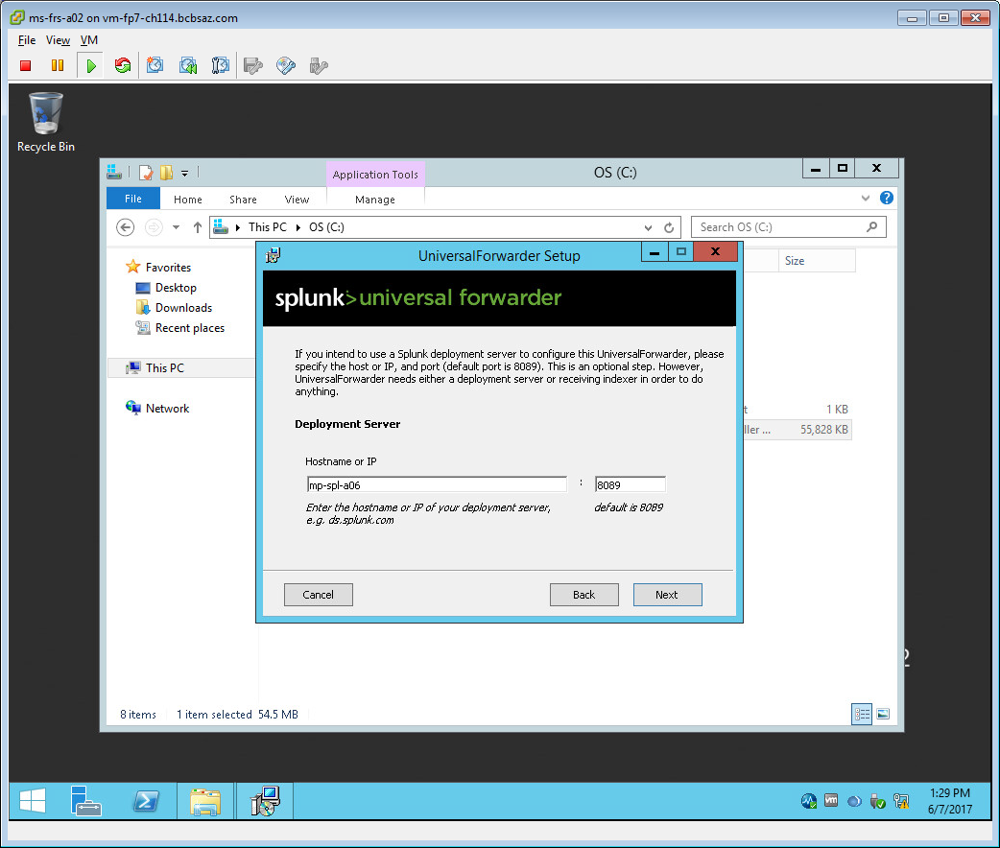 ms-frs-a02 on vm-fp7-ch114.bcbsaz.com
File View VM
Recycle Bin
Application Tools
OS (C:)
File Home Share View Manage
This PC OS (C:)
Search OS (C:)
UniversalForwarder Setup
Size
splunk>universal forwarder
Favorites
Desktop
Downloads
Recent places
This PC
Network
If you intend to use a Splunk deployment server to configure this UniversalForwarder, please
specify the host or IP, and port (default port is 8089). This is an optional step. However,
UniversalForwarder needs either a deployment server or receiving indexer in order to do
anything.
t 1 KB
Deployment Server
ller ... 55,828 KB
Hostname or IP
mp-spl-a06 : 8089
Enter the hostname or IP of your deployment server, default is 8089
e.g. ds.splunk.com
Cancel Back Next
2
8 items 1 item selected 54.5 MB
vm
1:29 PM
6/7/2017